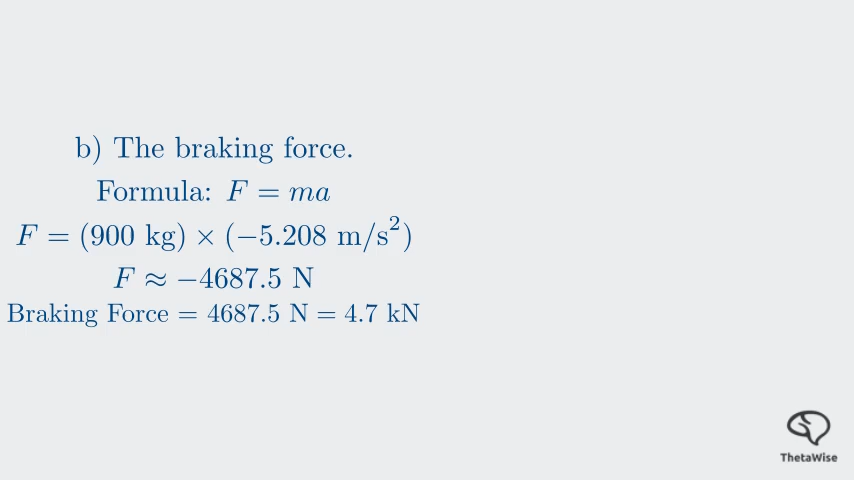 b) The braking force.
Formula: F = ma
F = (900 kg) × (−5.208 m/s²)
F ≈ −4687.5 N
Braking Force = 4687.5 N = 4.7 kN
ThetaWise